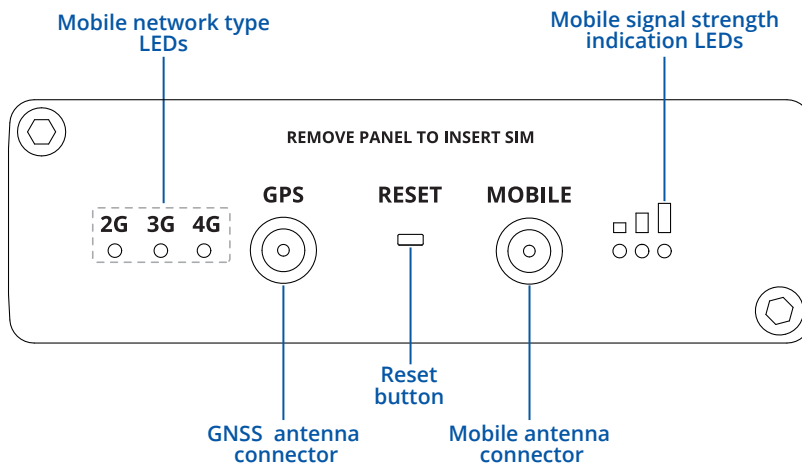 Mobile network type
LEDs
Mobile signal strength
indication LEDs
REMOVE PANEL TO INSERT SIM
GPS RESET MOBILE
2G 3G 4G
Reset
button
GNSS antenna
connector
Mobile antenna
connector